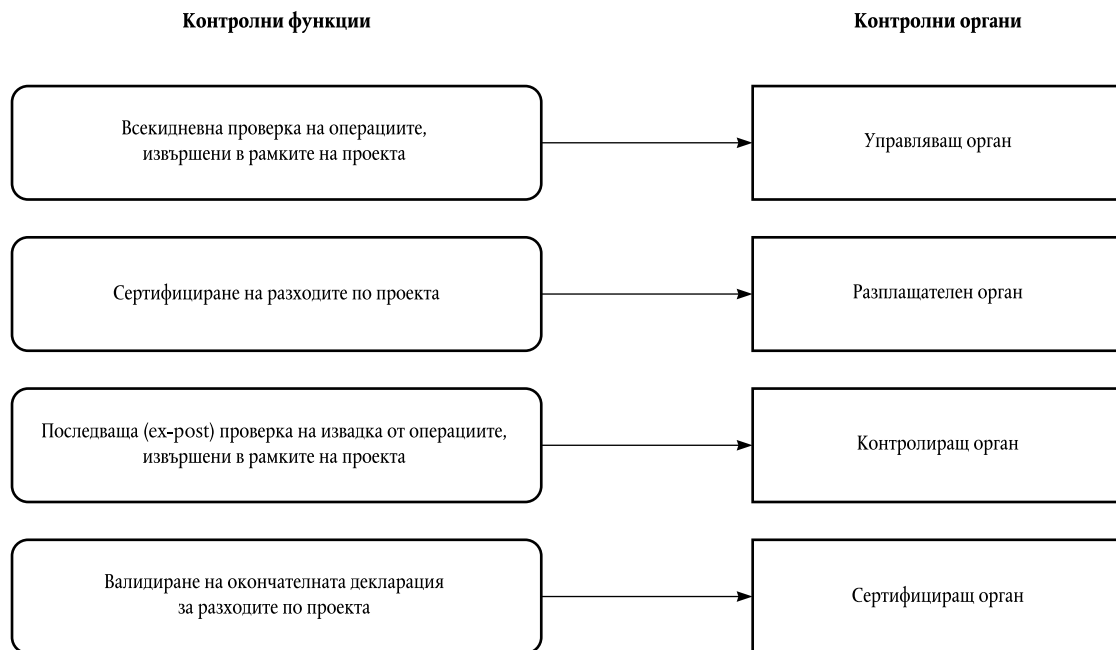 Контролни функции
Контролни органи
Всекидневна проверка на операциите,
извършени в рамките на проекта
Управляващ орган
Сертифициране на разходите по проекта
Разплащателен орган
Последваща (ex-post) проверка на извадка от операциите,
извършени в рамките на проекта
Контролиращ орган
Валидиране на окончателната декларация
за разходите по проекта
Сертифициращ орган